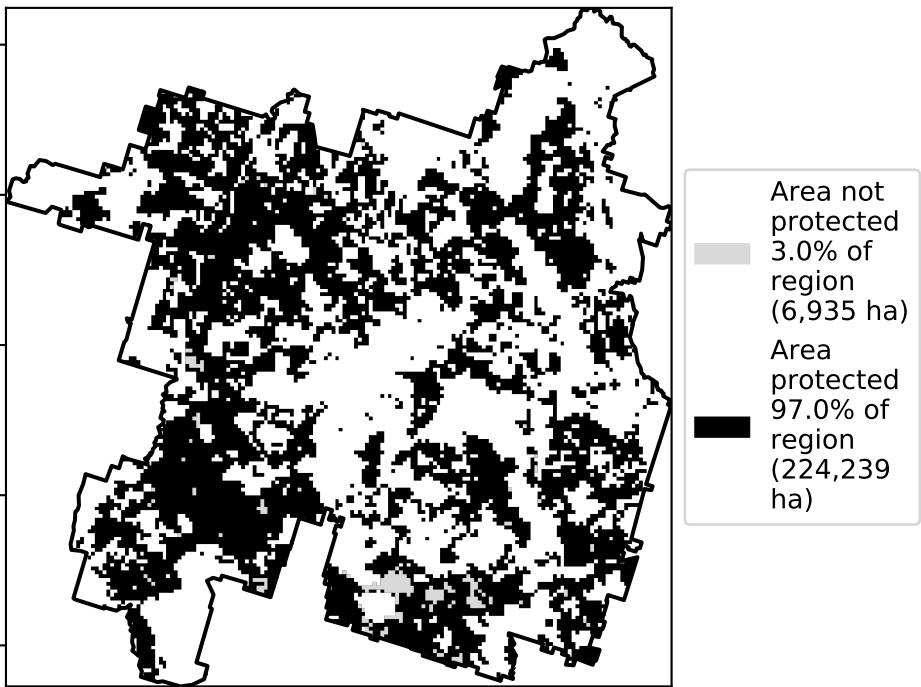 Area not
protected
3.0% of
region
(6,935 ha)
Area
protected
97.0% of
region
(224,239
ha)